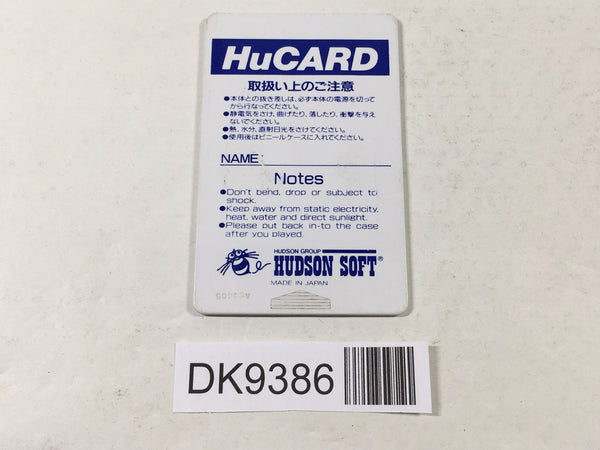 HuCARD
取扱い上のご注意
●本体との抜き差しは、必ず本体の電源を切って
から行なってください。
●静電気をさけ、曲げたり、落したり、衝撃を与え
ないでください。
●熱、水分、直射日光をさけてください。
●使用後はビニールケースに入れてください。
NAME:
Notes
●Don't bend, drop or subject to
shock.
●Keep away from static electricity,
heat, water and direct sunlight.
●Please put back in-to the case
after you played.
HUDSON GROUP
HUDSON SOFT®
MADE IN JAPAN
DK9386